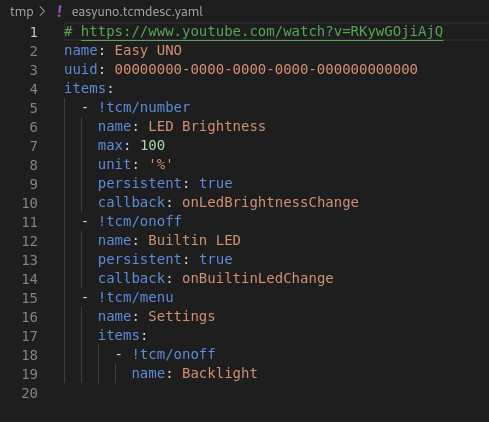 tmp > ! easyuno.tcmdesc.yaml
1 # https://www.youtube.com/watch?v=RKywGOjiAjQ
2 name: Easy UNO
3 uuid: 00000000-0000-0000-0000-000000000000
4 items:
5   - !tcm/number
6     name: LED Brightness
7     max: 100
8     unit: '%'
9     persistent: true
10     callback: onLedBrightnessChange
11   - !tcm/onoff
12     name: Builtin LED
13     persistent: true
14     callback: onBuiltinLedChange
15   - !tcm/menu
16     name: Settings
17     items:
18       - !tcm/onoff
19         name: Backlight
20